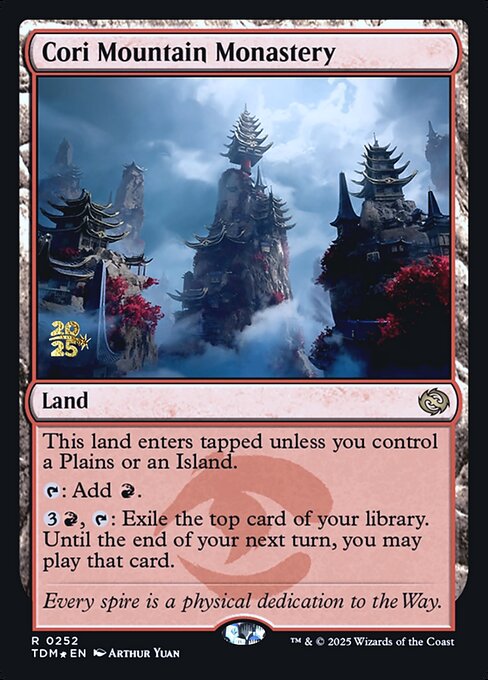 Cori Mountain Monastery
20
25
Land
This land enters tapped unless you control
a Plains or an Island.
: Add .
3, : Exile the top card of your library.
Until the end of your next turn, you may
play that card.
Every spire is a physical dedication to the Way.
R 0252
TDM★EN Arthur Yuan
™ & © 2025 Wizards of the Coast